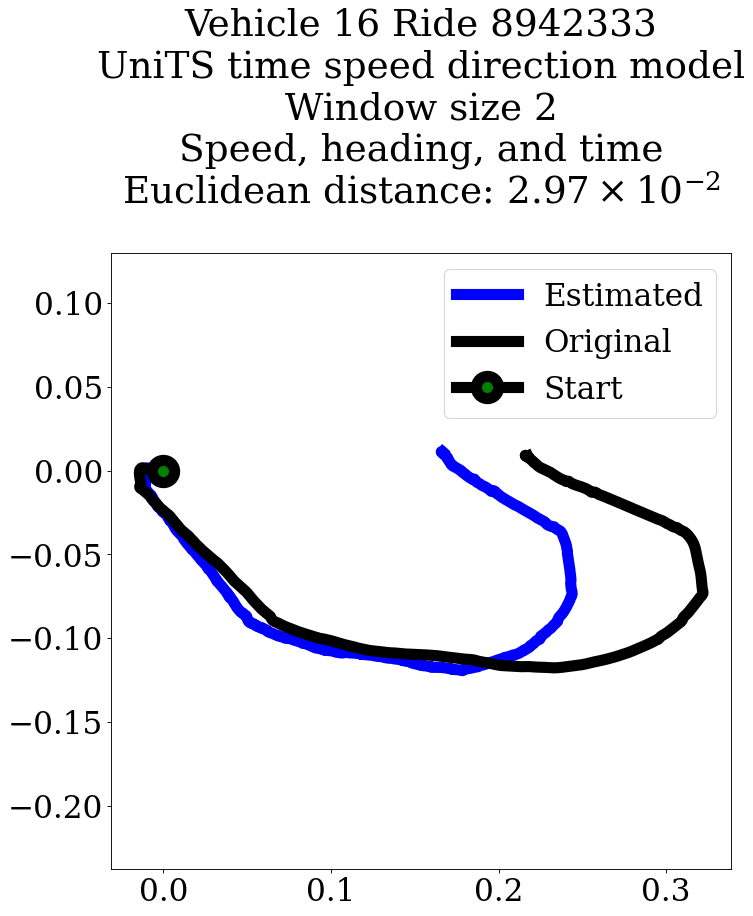 Vehicle 16 Ride 8942333
UniTS time speed direction model
Window size 2
Speed, heading, and time
Euclidean distance: 2.97 × 10⁻²
Estimated
Original
Start
0.10
0.05
0.00
−0.05
−0.10
−0.15
−0.20
0.0 0.1 0.2 0.3